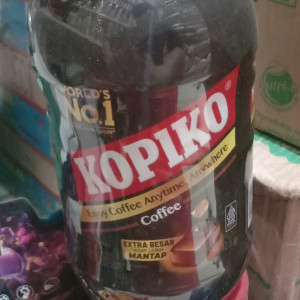 WORLD'S
No.1
KOPIKO
Enjoy Coffee Anytime, Anywhere
Coffee
EXTRA BESAR
MANTAP